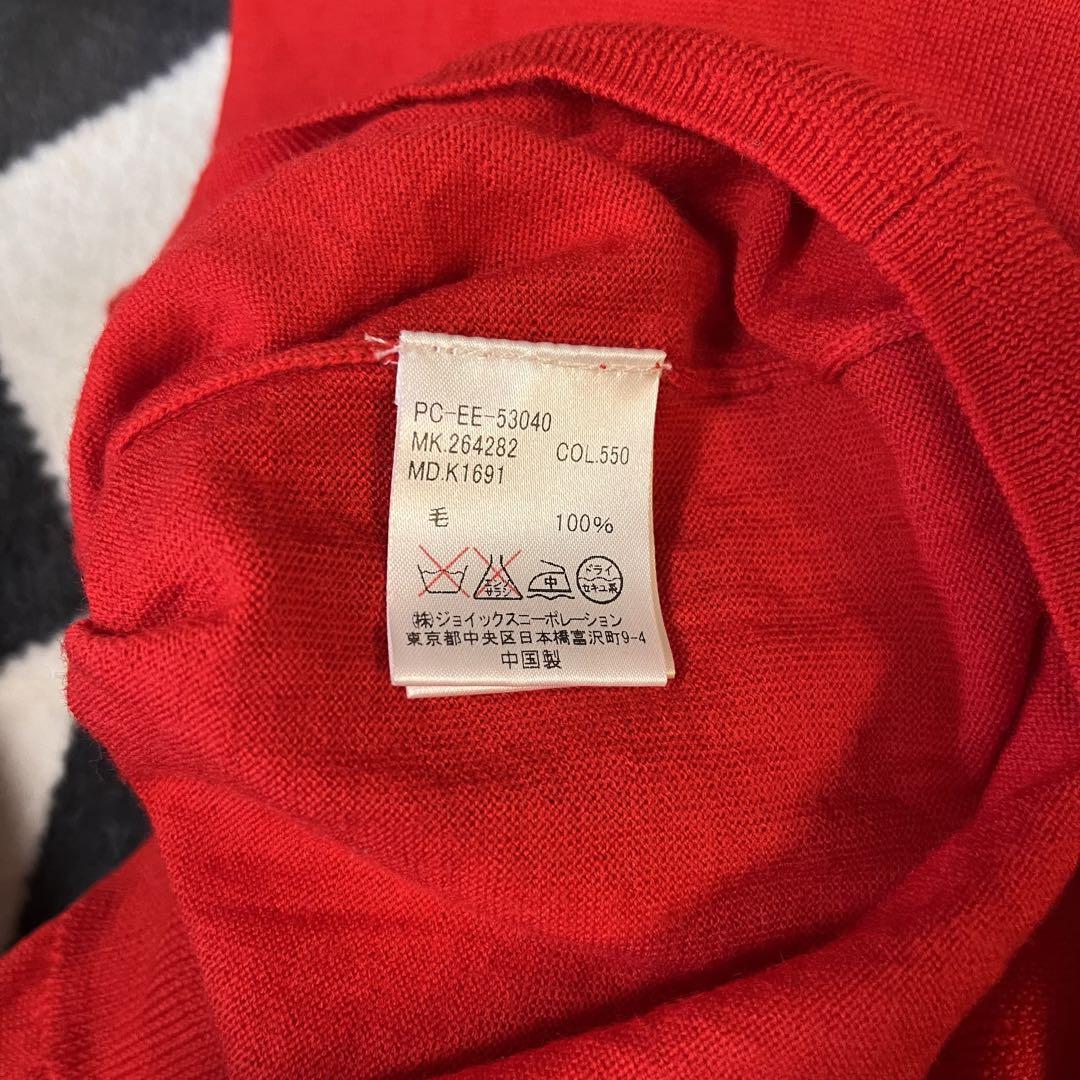 PC-EE-53040
MK.264282 COL.550
MD.K1691
毛 100%
エンソ サラシ 中 ドライ セキユ系
㈱ジョイックスコーポレーション
東京都中央区日本橋富沢町9-4
中国製